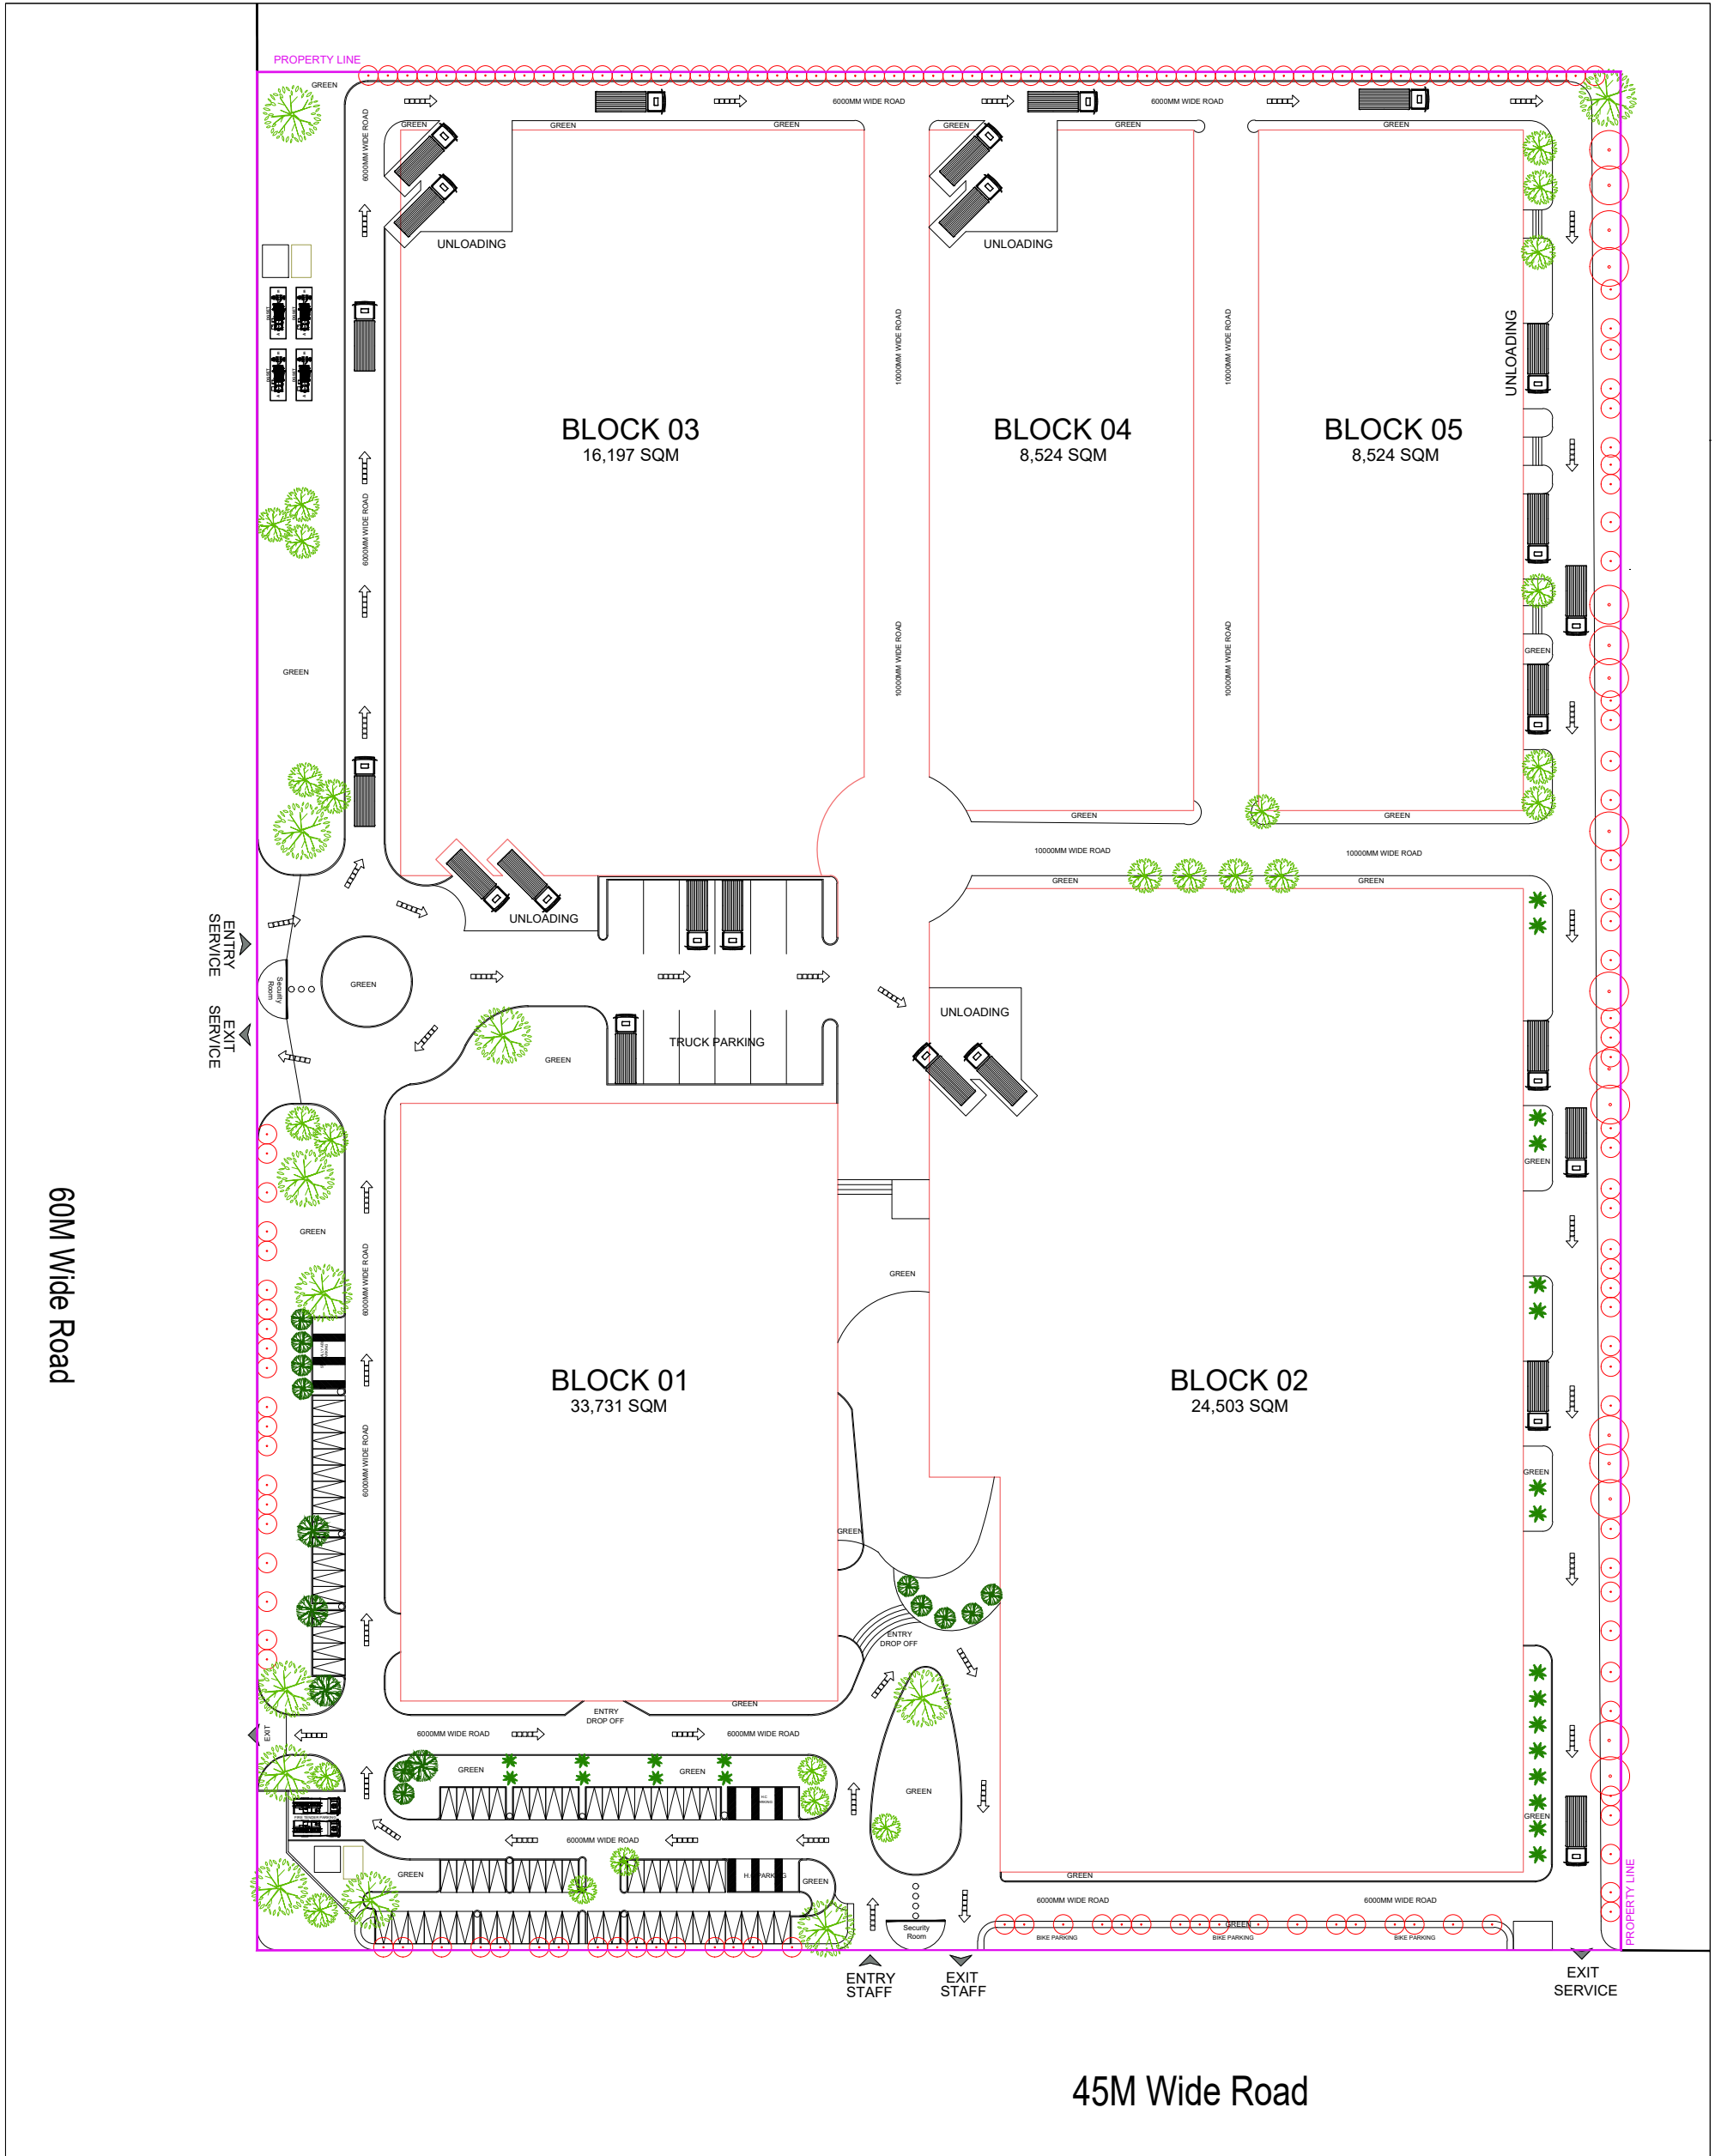 PROPERTY LINE
GREEN
6000MM WIDE ROAD
6000MM WIDE ROAD
6000MM WIDE ROAD
GREEN
GREEN
GREEN
GREEN
GREEN
GREEN
UNLOADING
UNLOADING
UNLOADING
10000MM WIDE ROAD
10000MM WIDE ROAD
BLOCK 03
16,197 SQM
BLOCK 04
8,524 SQM
BLOCK 05
8,524 SQM
6000MM WIDE ROAD
10000MM WIDE ROAD
10000MM WIDE ROAD
GREEN
GREEN
GREEN
GREEN
10000MM WIDE ROAD
10000MM WIDE ROAD
GREEN
GREEN
UNLOADING
ENTRY
SERVICE
Security
Room
GREEN
EXIT
SERVICE
UNLOADING
TRUCK PARKING
GREEN
GREEN
GREEN
6000MM WIDE ROAD
GREEN
60M Wide Road
BLOCK 01
33,731 SQM
BLOCK 02
24,503 SQM
6000MM WIDE ROAD
GREEN
GREEN
ENTRY
DROP OFF
GREEN
ENTRY
DROP OFF
EXIT
6000MM WIDE ROAD
6000MM WIDE ROAD
GREEN
GREEN
GREEN
H.C.
PARKING
GREEN
FIRE TENDER PARKING
6000MM WIDE ROAD
GREEN
H.C PARKING
GREEN
GREEN
6000MM WIDE ROAD
6000MM WIDE ROAD
GREEN
Security
Room
BIKE PARKING
BIKE PARKING
BIKE PARKING
PROPERTY LINE
ENTRY
STAFF
EXIT
STAFF
EXIT
SERVICE
45M Wide Road